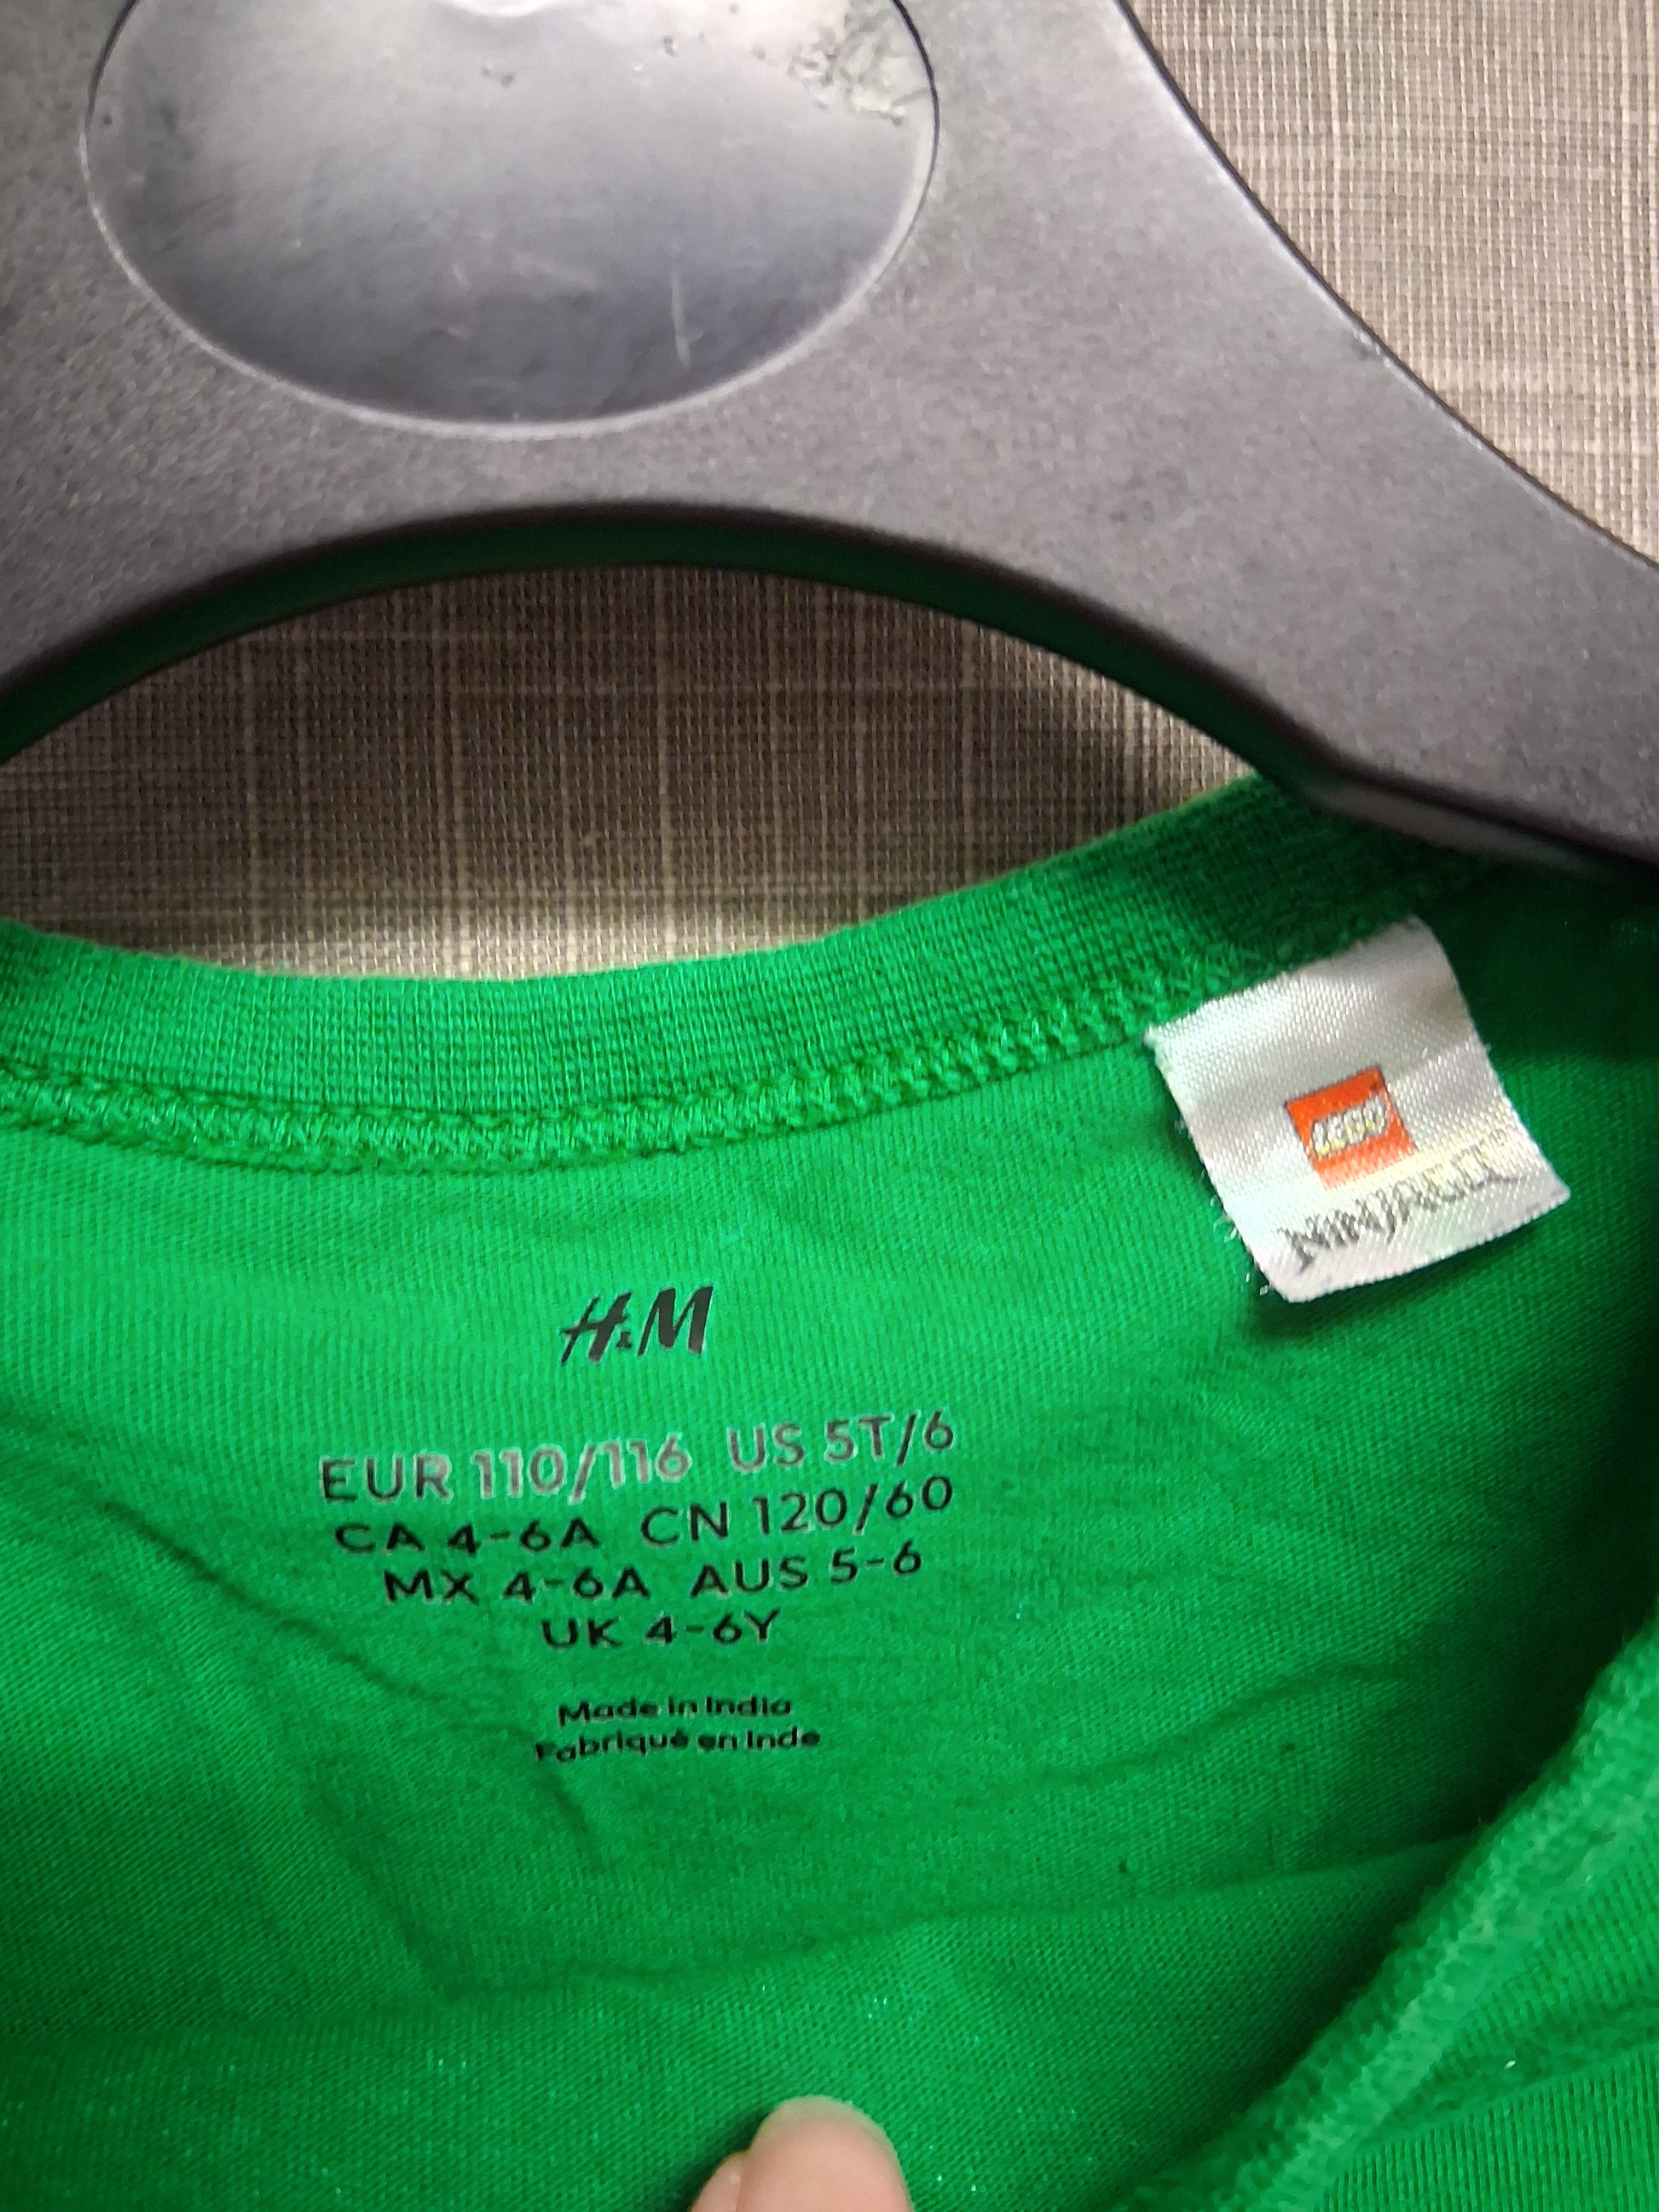 LEGO
NINJAGO®
H&M
EUR 110/116 US 5T/6
CA 4-6A CN 120/60
MX 4-6A AUS 5-6
UK 4-6Y
Made in India
Fabriqué en Inde